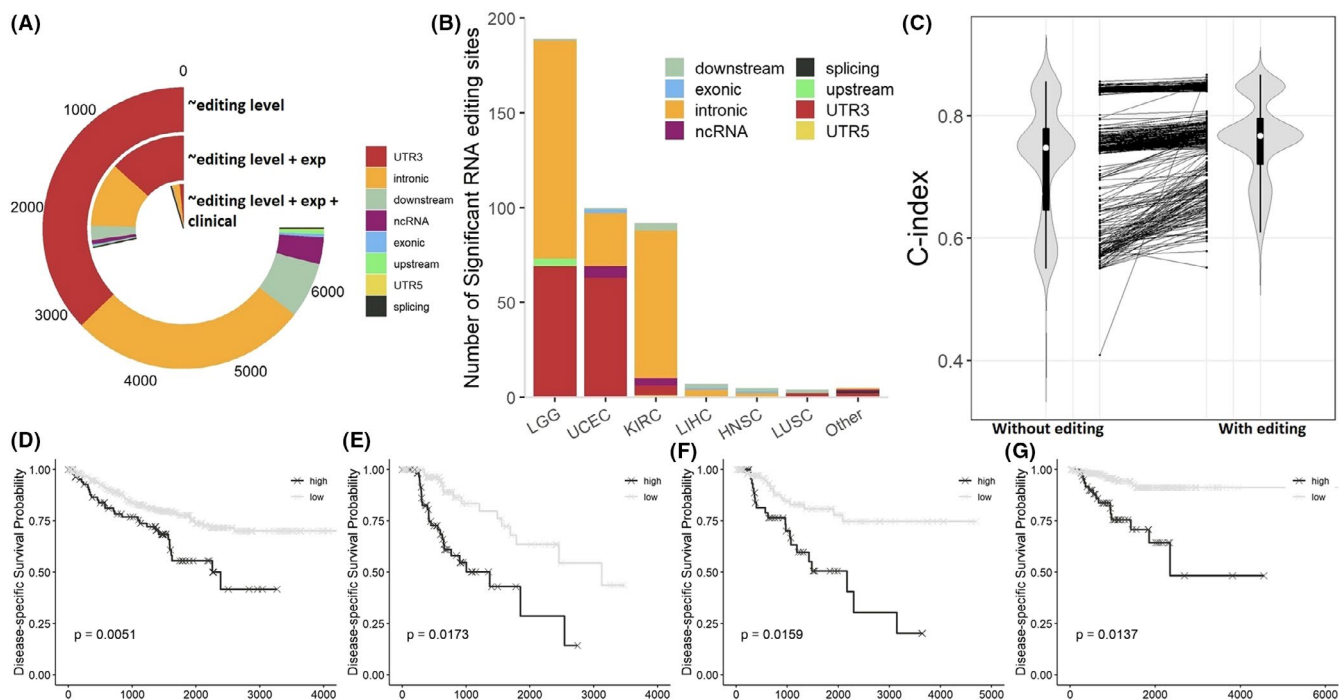 (A)
0
1000
2000
3000
4000
5000
6000
~editing level
~editing level + exp
~editing level + exp +
clinical
UTR3
intronic
downstream
ncRNA
exonic
upstream
UTR5
splicing
(B)
Number of Significant RNA editing sites
200
150
100
50
0
downstream
exonic
intronic
ncRNA
splicing
upstream
UTR3
UTR5
LGG
UCEC
KIRC
LIHC
HNSC
LUSC
Other
(C)
C-index
0.8
0.6
0.4
Without editing
With editing
(D)
Disease-specific Survival Probability
1.00
0.75
0.50
0.25
0.00
high
low
p = 0.0051
0
1000
2000
3000
4000
(E)
Disease-specific Survival Probability
1.00
0.75
0.50
0.25
0.00
high
low
p = 0.0173
0
1000
2000
3000
4000
(F)
Disease-specific Survival Probability
1.00
0.75
0.50
0.25
0.00
high
low
p = 0.0159
0
1000
2000
3000
4000
5000
(G)
Disease-specific Survival Probability
1.00
0.75
0.50
0.25
0.00
high
low
p = 0.0137
0
2000
4000
6000